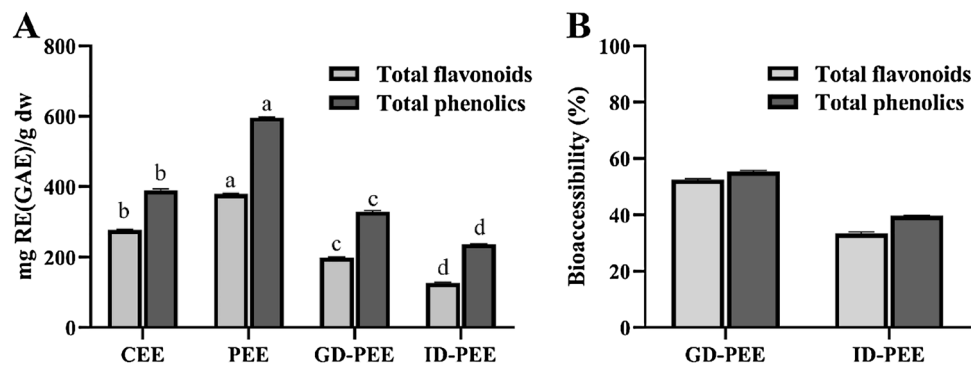 A
mg RE(GAE)/g dw
800
600
400
200
0
Total flavonoids
Total phenolics
b
b
a
a
c
c
d
d
CEE
PEE
GD-PEE
ID-PEE
B
Bioaccessibility (%)
100
80
60
40
20
0
Total flavonoids
Total phenolics
GD-PEE
ID-PEE